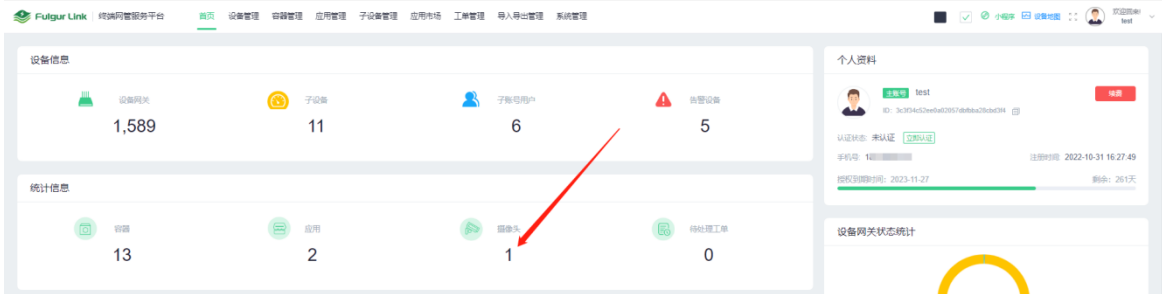 Fulgur Link 终端网管服务平台 首页 设备管理 容器管理 应用管理 子设备管理 应用市场 工单管理 导入导出管理 系统管理 小程序 设备地图 欢迎回来! test
设备信息
设备网关 子设备 子账号用户 告警设备
1,589 11 6 5
统计信息
容器 应用 摄像头 待处理工单
13 2 1 0
个人资料
主账号 test 续费
认证状态: 未认证 立即认证
手机号: 1 注册时间: 2022-10-31 16:27:49
授权到期时间: 2023-11-27 剩余: 261天
设备网关状态统计